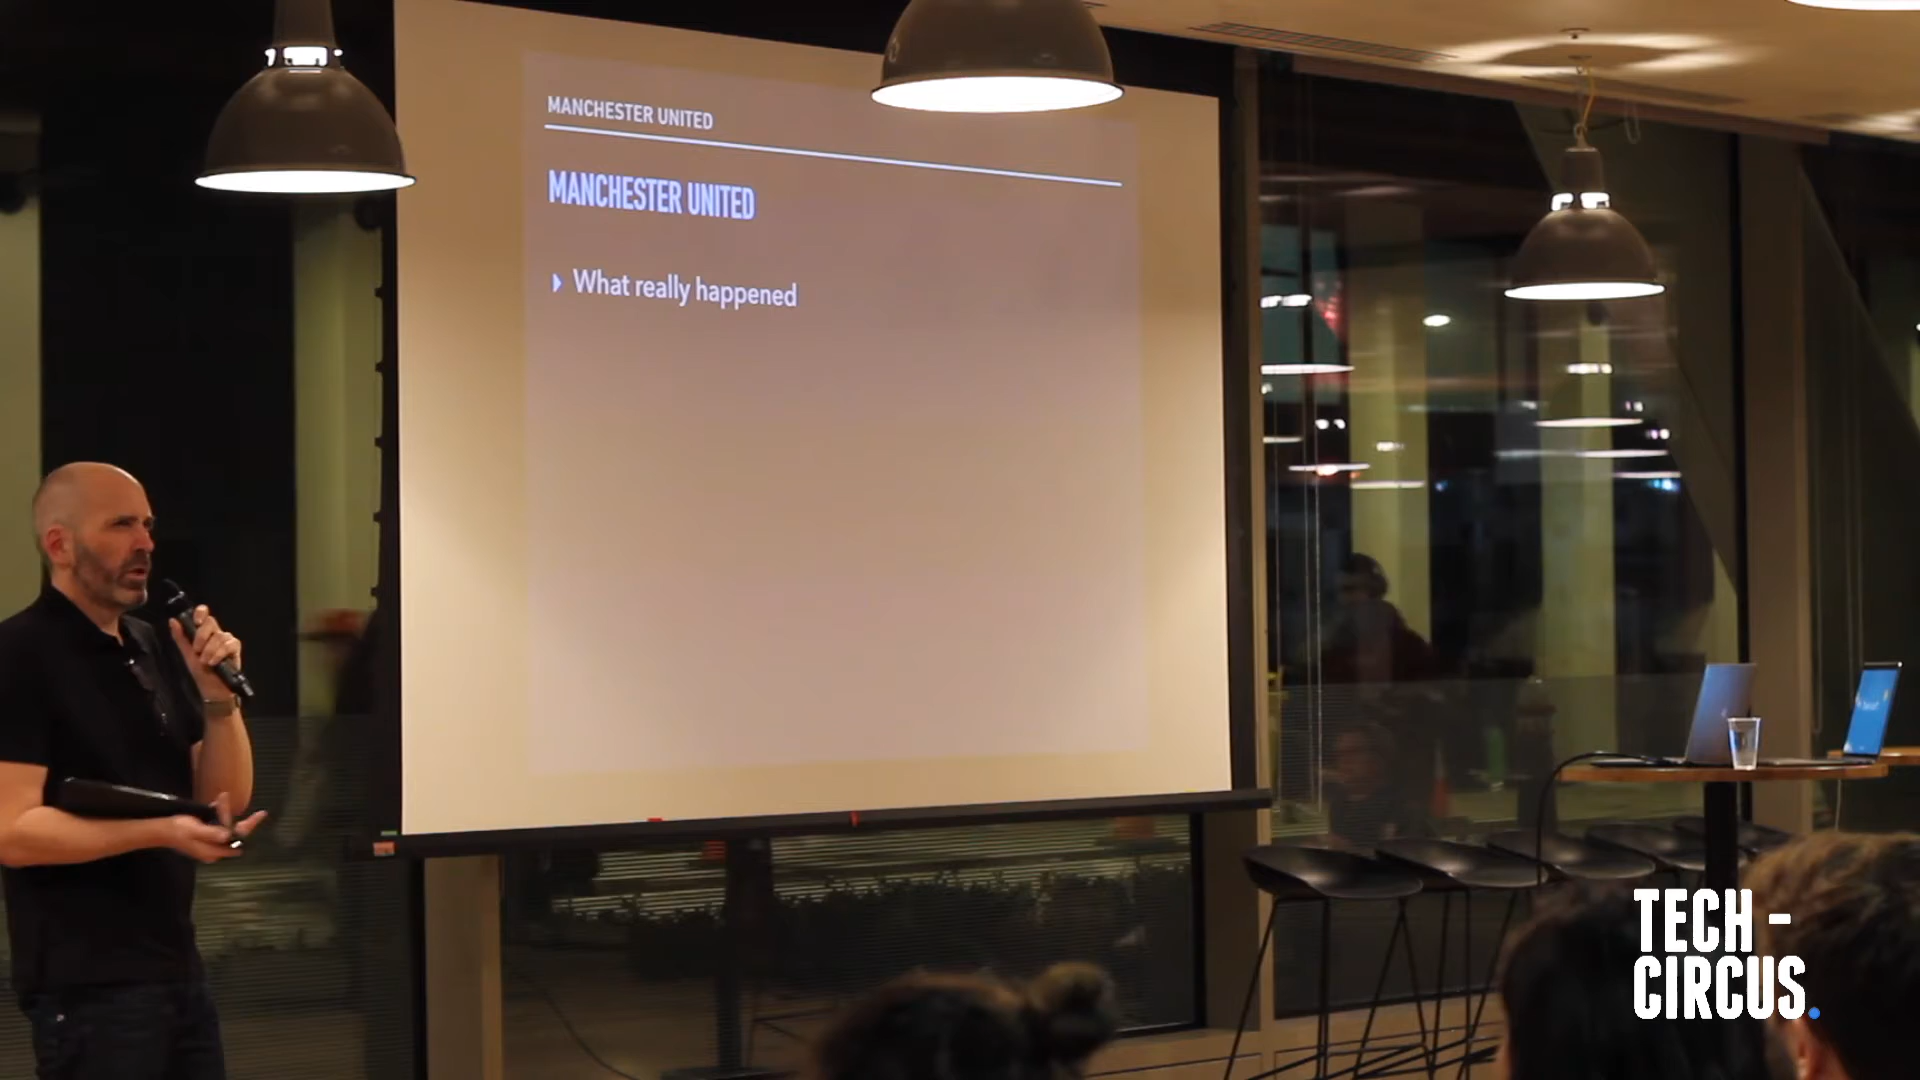 MANCHESTER UNITED
MANCHESTER UNITED
What really happened
TECH -
CIRCUS.